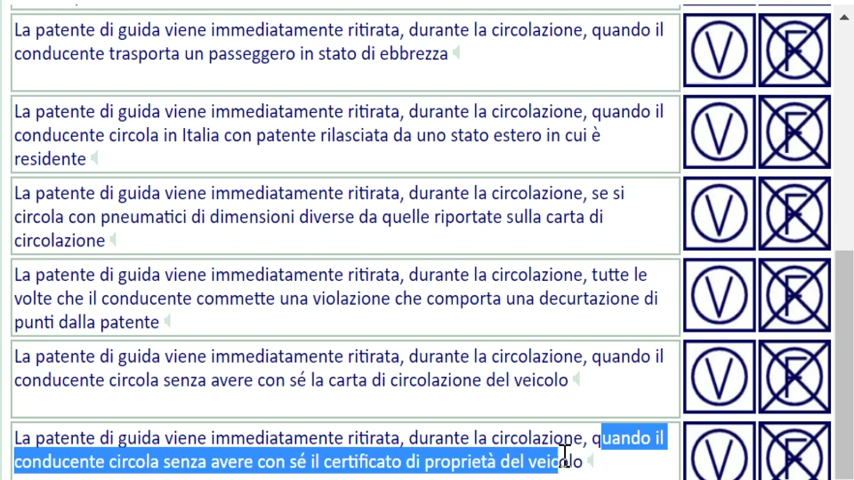 La patente di guida viene immediatamente ritirata, durante la circolazione, quando il
conducente trasporta un passeggero in stato di ebbrezza
V F
La patente di guida viene immediatamente ritirata, durante la circolazione, quando il
conducente circola in Italia con patente rilasciata da uno stato estero in cui è
residente
V F
La patente di guida viene immediatamente ritirata, durante la circolazione, se si
circola con pneumatici di dimensioni diverse da quelle riportate sulla carta di
circolazione
V F
La patente di guida viene immediatamente ritirata, durante la circolazione, tutte le
volte che il conducente commette una violazione che comporta una decurtazione di
punti dalla patente
V F
La patente di guida viene immediatamente ritirata, durante la circolazione, quando il
conducente circola senza avere con sé la carta di circolazione del veicolo
V F
La patente di guida viene immediatamente ritirata, durante la circolazione, quando il
conducente circola senza avere con sé il certificato di proprietà del veicolo
V F